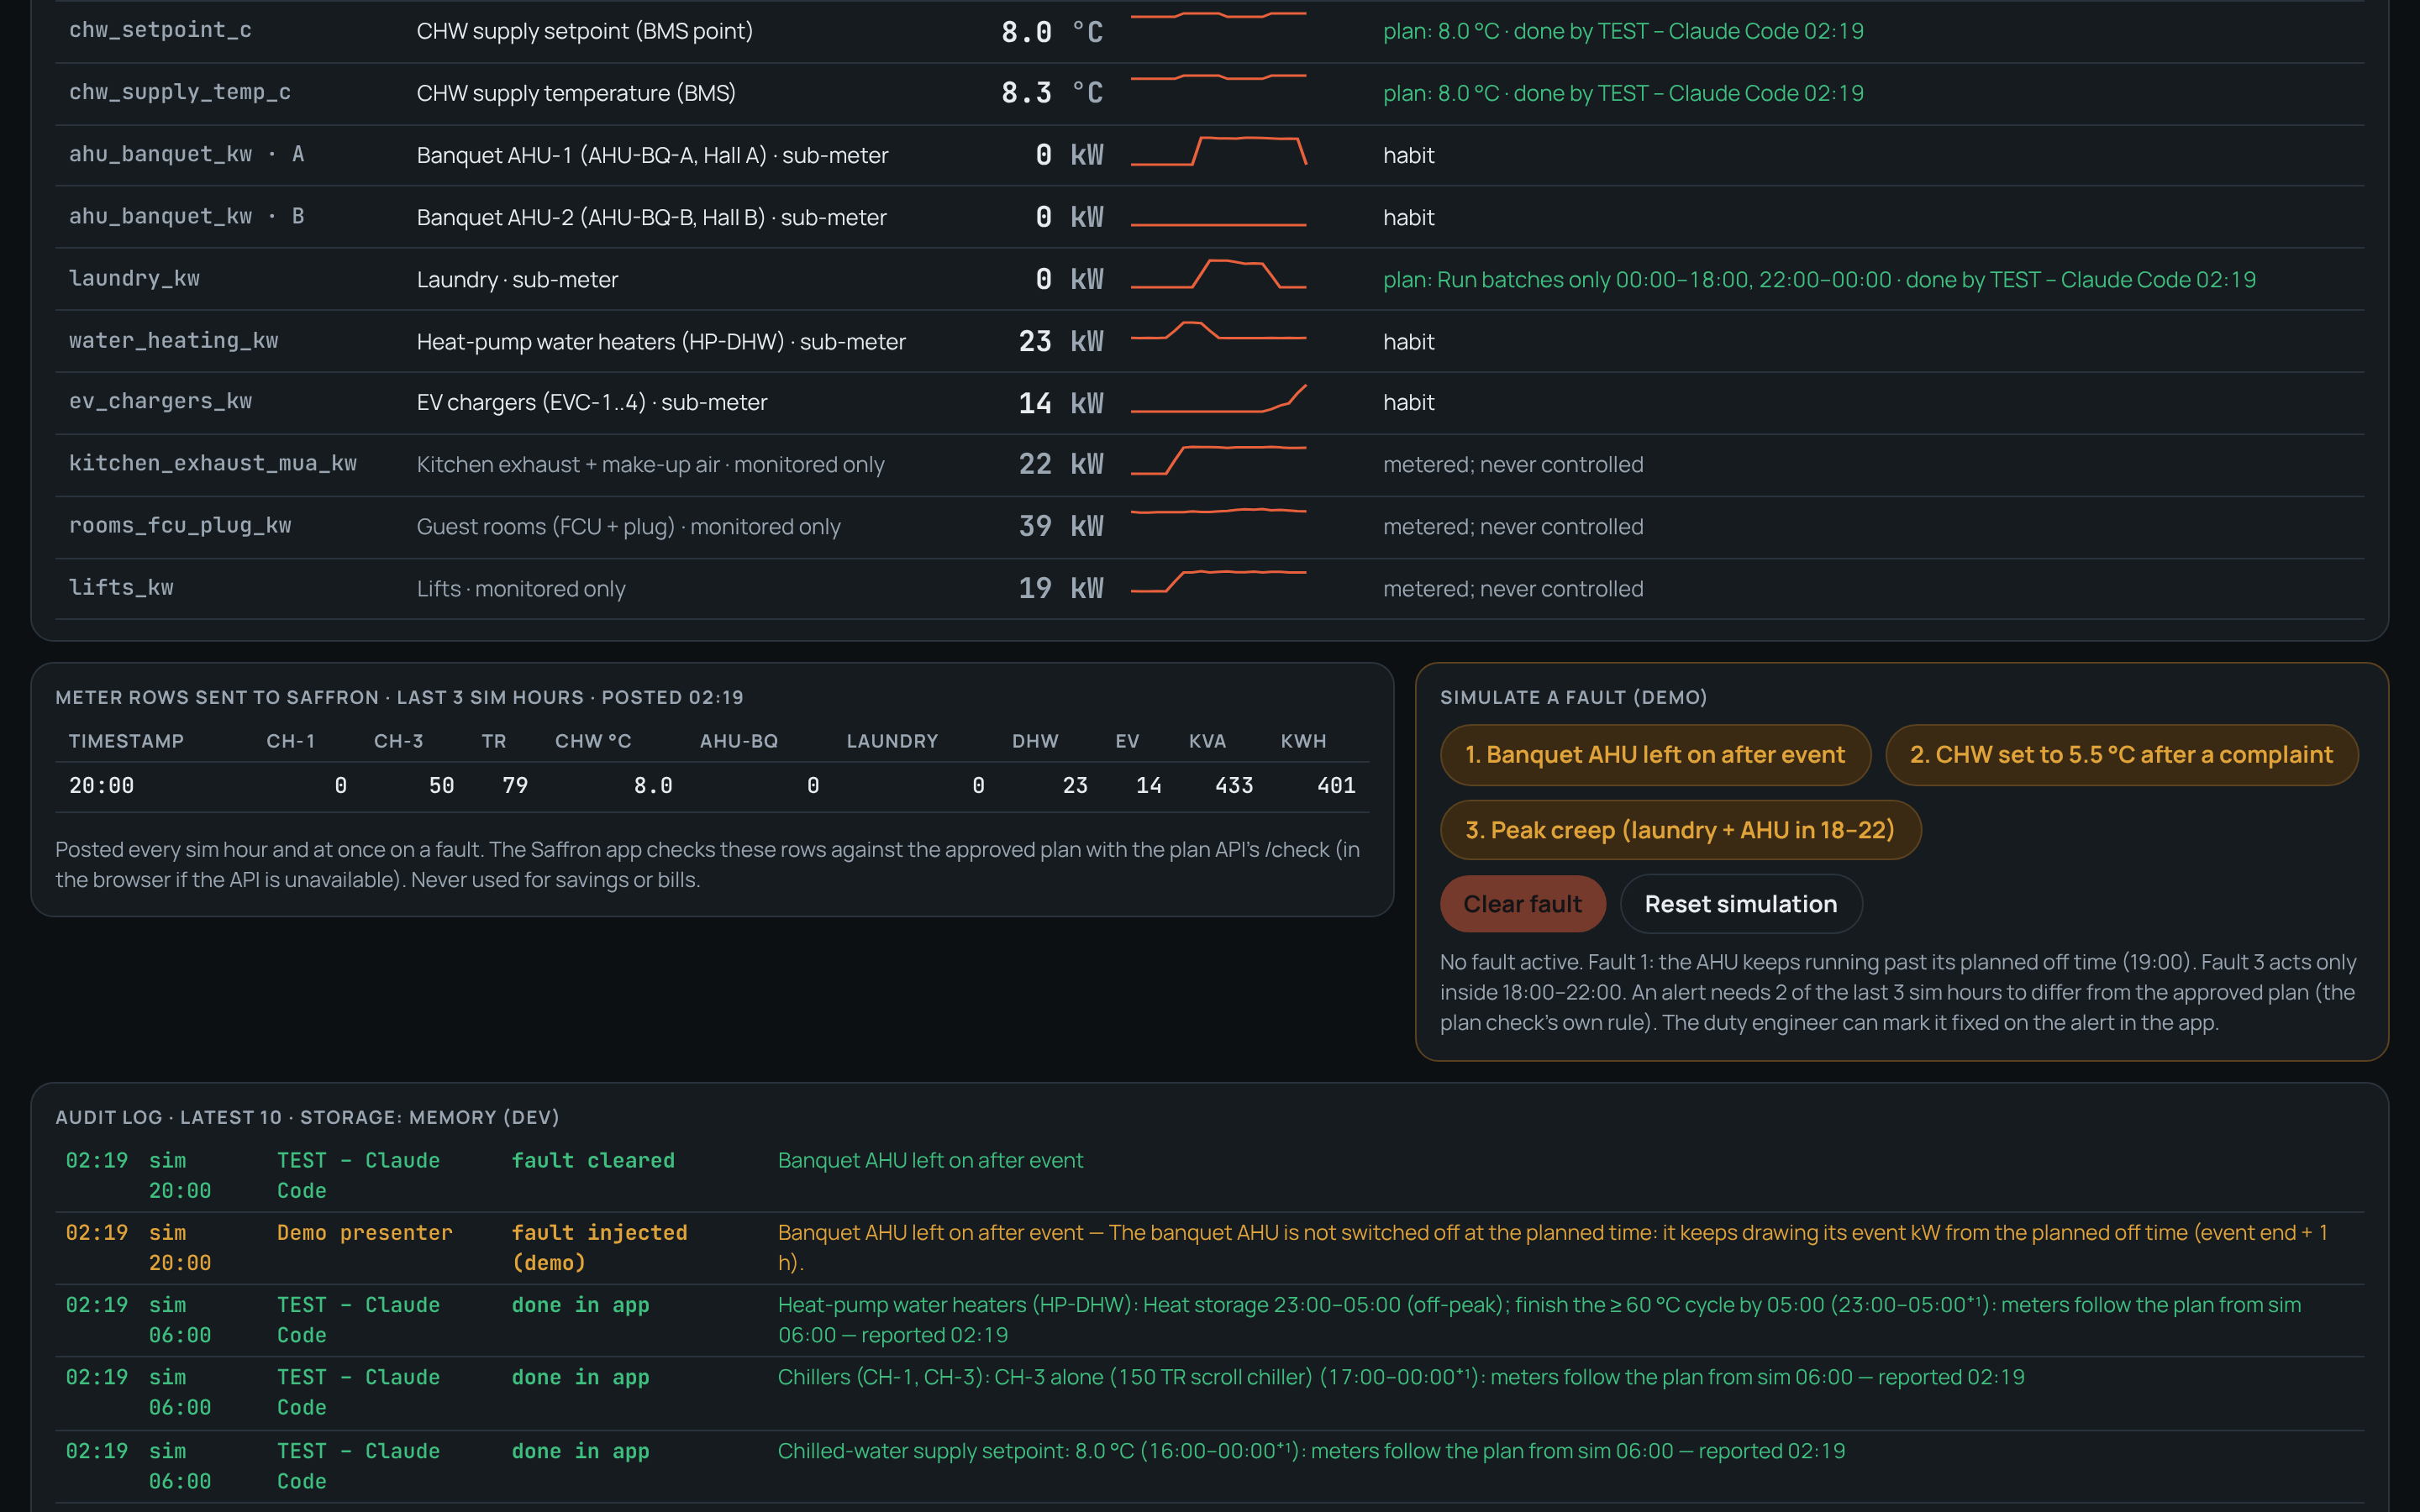 chw_setpoint_c CHW supply setpoint (BMS point) 8.0 °C plan: 8.0 °C · done by TEST – Claude Code 02:19
chw_supply_temp_c CHW supply temperature (BMS) 8.3 °C plan: 8.0 °C · done by TEST – Claude Code 02:19
ahu_banquet_kw · A Banquet AHU-1 (AHU-BQ-A, Hall A) · sub-meter 0 kW habit
ahu_banquet_kw · B Banquet AHU-2 (AHU-BQ-B, Hall B) · sub-meter 0 kW habit
laundry_kw Laundry · sub-meter 0 kW plan: Run batches only 00:00–18:00, 22:00–00:00 · done by TEST – Claude Code 02:19
water_heating_kw Heat-pump water heaters (HP-DHW) · sub-meter 23 kW habit
ev_chargers_kw EV chargers (EVC-1..4) · sub-meter 14 kW habit
kitchen_exhaust_mua_kw Kitchen exhaust + make-up air · monitored only 22 kW metered; never controlled
rooms_fcu_plug_kw Guest rooms (FCU + plug) · monitored only 39 kW metered; never controlled
lifts_kw Lifts · monitored only 19 kW metered; never controlled
METER ROWS SENT TO SAFFRON · LAST 3 SIM HOURS · POSTED 02:19
TIMESTAMP CH-1 CH-3 TR CHW °C AHU-BQ LAUNDRY DHW EV KVA KWH
20:00 0 50 79 8.0 0 0 23 14 433 401
Posted every sim hour and at once on a fault. The Saffron app checks these rows against the approved plan with the plan API's /check (in
the browser if the API is unavailable). Never used for savings or bills.
SIMULATE A FAULT (DEMO)
1. Banquet AHU left on after event
2. CHW set to 5.5 °C after a complaint
3. Peak creep (laundry + AHU in 18–22)
Clear fault
Reset simulation
No fault active. Fault 1: the AHU keeps running past its planned off time (19:00). Fault 3 acts only
inside 18:00–22:00. An alert needs 2 of the last 3 sim hours to differ from the approved plan (the
plan check's own rule). The duty engineer can mark it fixed on the alert in the app.
AUDIT LOG · LATEST 10 · STORAGE: MEMORY (DEV)
02:19 sim TEST – Claude fault cleared Banquet AHU left on after event
20:00 Code
02:19 sim Demo presenter fault injected Banquet AHU left on after event — The banquet AHU is not switched off at the planned time: it keeps drawing its event kW from the planned off time (event end + 1
20:00 (demo) h).
02:19 sim TEST – Claude done in app Heat-pump water heaters (HP-DHW): Heat storage 23:00–05:00 (off-peak); finish the ≥ 60 °C cycle by 05:00 (23:00–05:00⁺¹): meters follow the plan from sim
06:00 Code 06:00 — reported 02:19
02:19 sim TEST – Claude done in app Chillers (CH-1, CH-3): CH-3 alone (150 TR scroll chiller) (17:00–00:00⁺¹): meters follow the plan from sim 06:00 — reported 02:19
06:00 Code
02:19 sim TEST – Claude done in app Chilled-water supply setpoint: 8.0 °C (16:00–00:00⁺¹): meters follow the plan from sim 06:00 — reported 02:19
06:00 Code